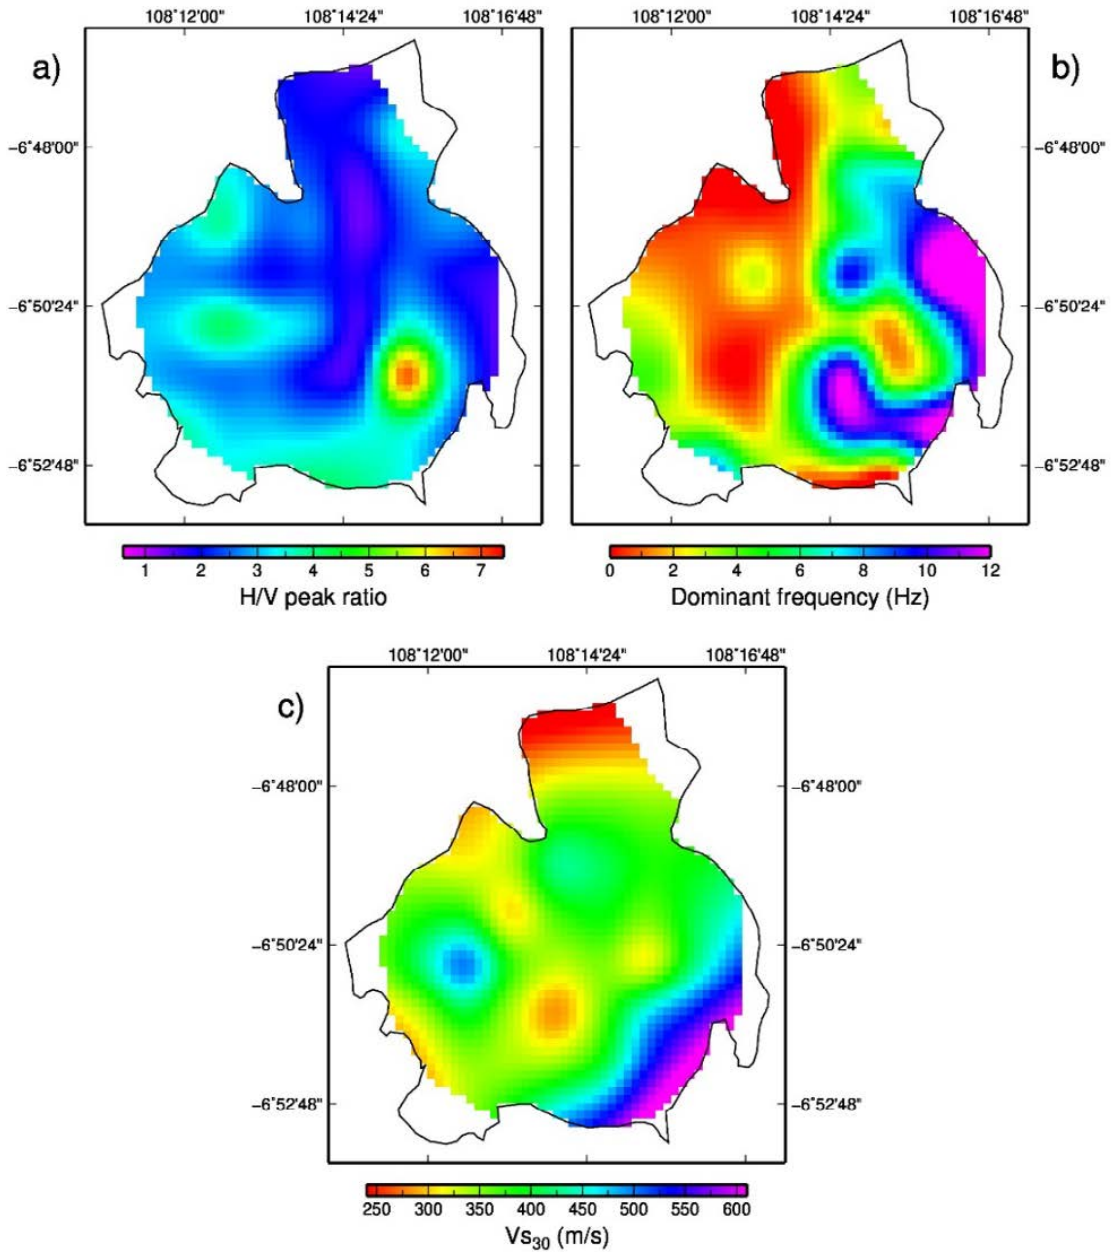 108°12'00" 108°14'24" 108°16'48" 108°12'00" 108°14'24" 108°16'48"
a) b)
−6°48'00" −6°48'00"
−6°50'24" −6°50'24"
−6°52'48" −6°52'48"
1 2 3 4 5 6 7 0 2 4 6 8 10 12
H/V peak ratio Dominant frequency (Hz)
108°12'00" 108°14'24" 108°16'48"
c)
−6°48'00" −6°48'00"
−6°50'24" −6°50'24"
−6°52'48" −6°52'48"
250 300 350 400 450 500 550 600
Vs30 (m/s)